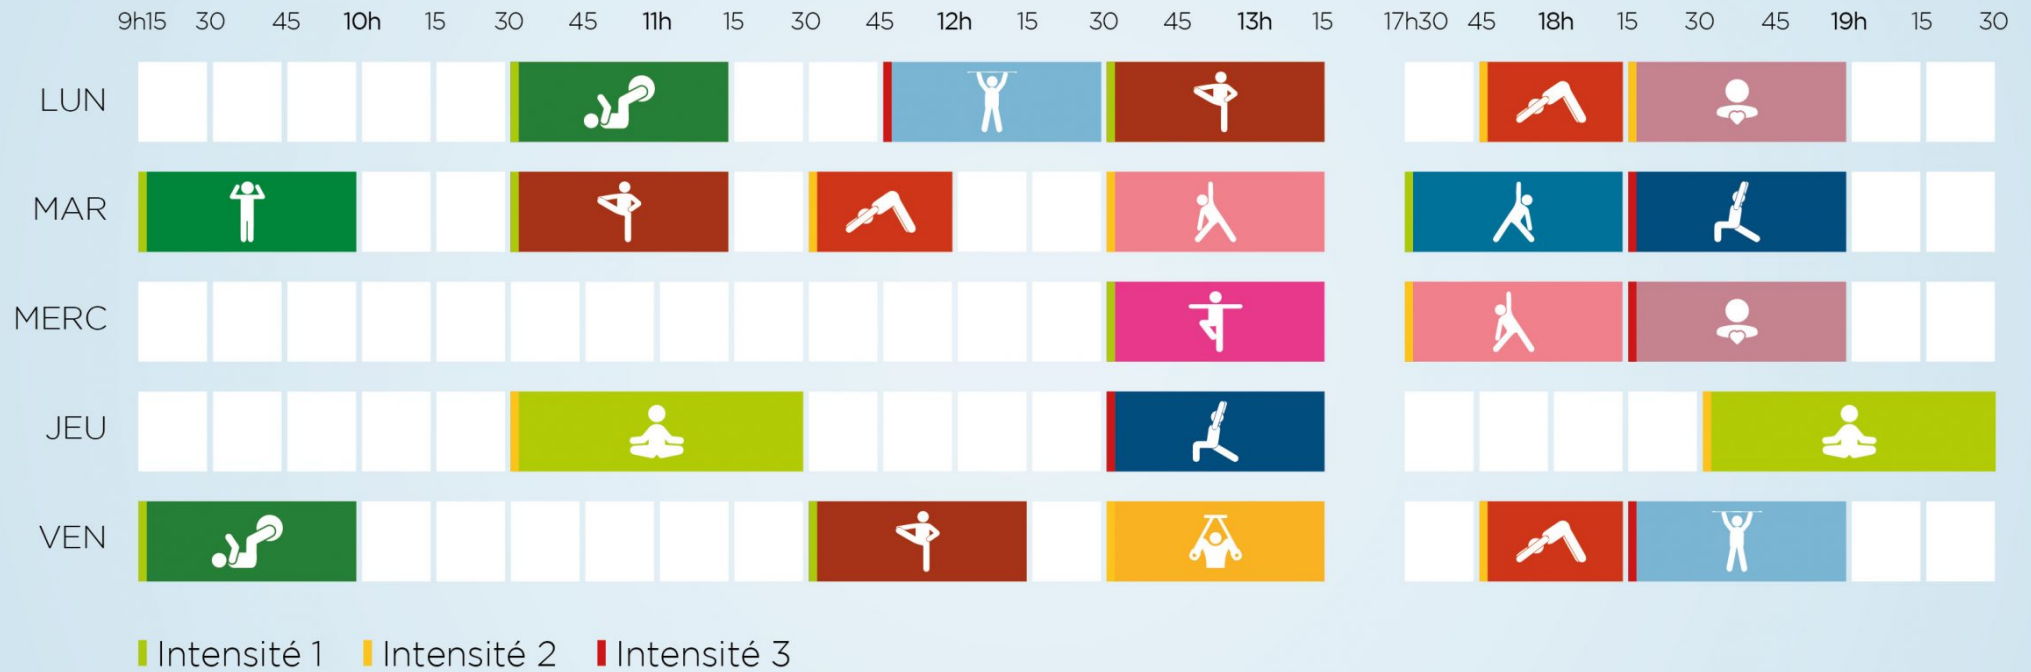 9h15 30 45 10h 15 30 45 11h 15 30 45 12h 15 30 45 13h 15 17h30 45 18h 15 30 45 19h 15 30
LUN
MAR
MERC
JEU
VEN
Intensité 1 Intensité 2 Intensité 3